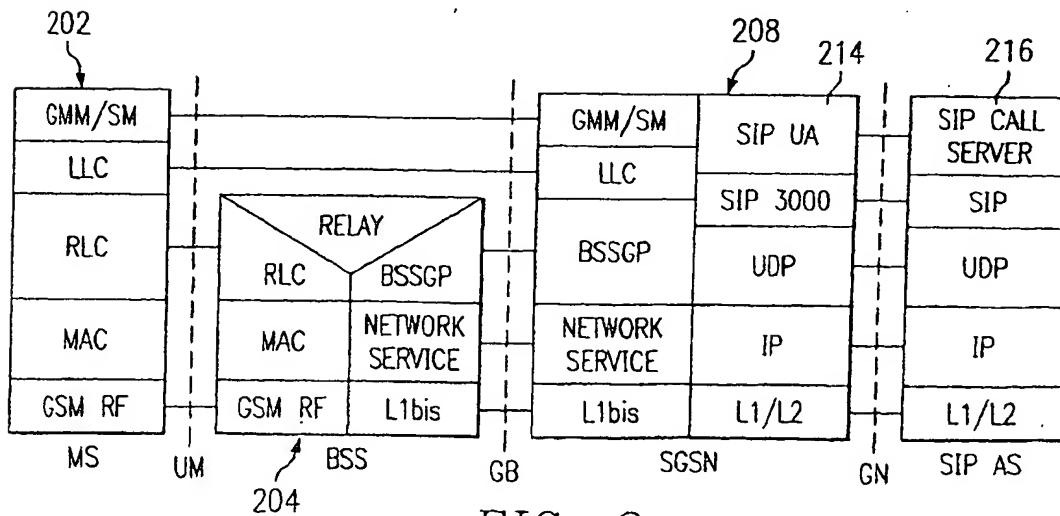 202
208
214
216
GMM/SM
LLC
RLC
MAC
GSM RF
MS
UM
RELAY
RLC
BSSGP
MAC
NETWORK
SERVICE
GSM RF
L1bis
BSS
204
GB
GMM/SM
LLC
BSSGP
NETWORK
SERVICE
L1bis
SIP UA
SIP 3000
UDP
IP
L1/L2
SGSN
GN
SIP CALL
SERVER
SIP
UDP
IP
L1/L2
SIP AS